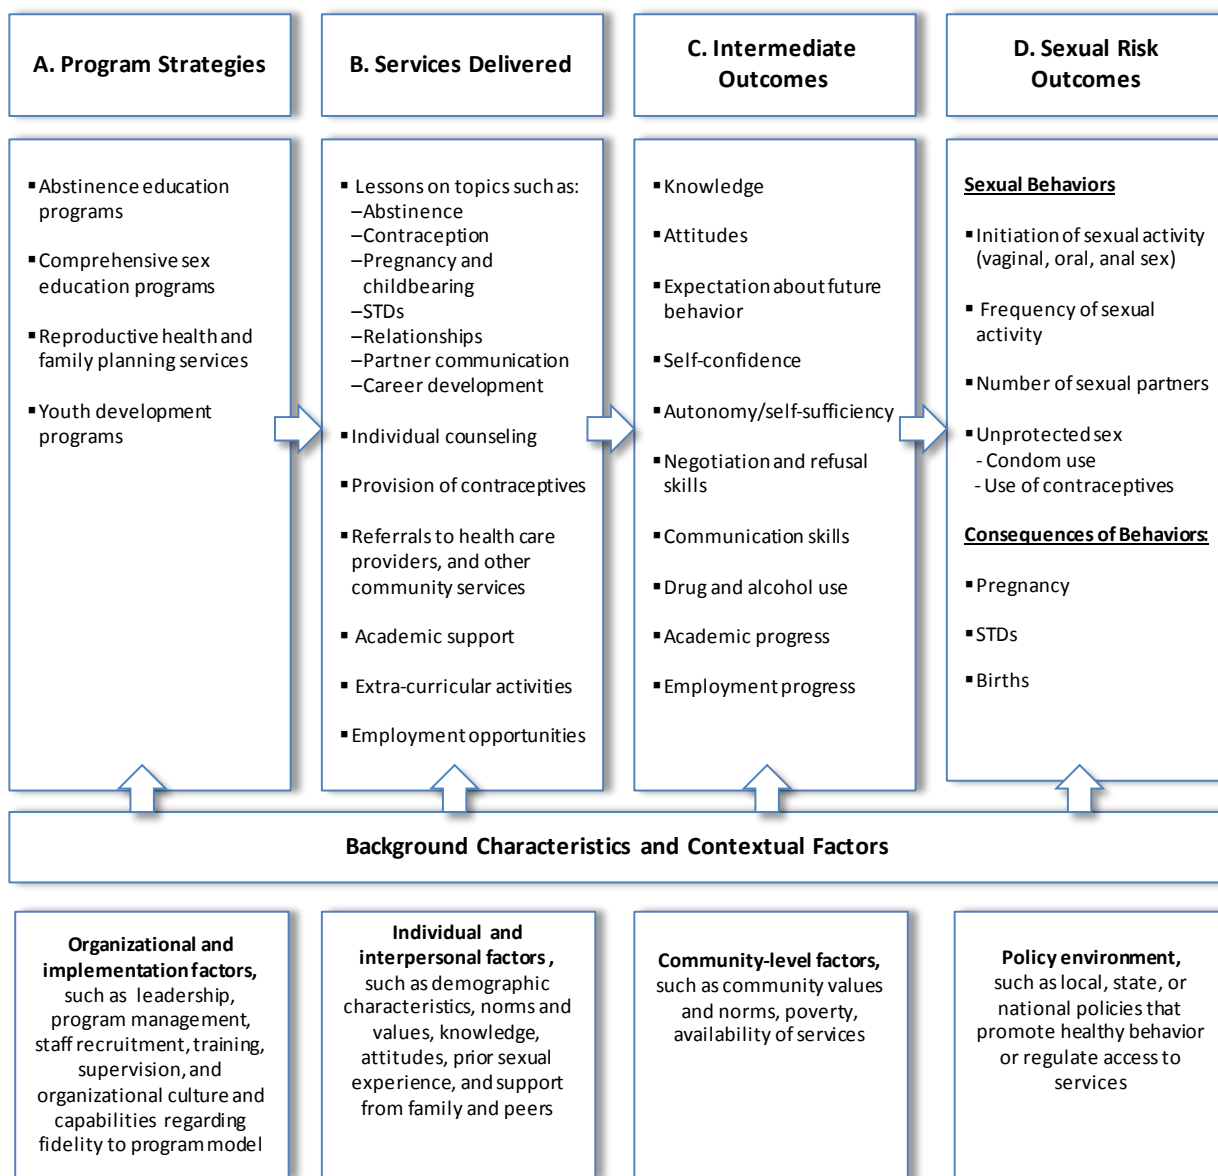 A. Program Strategies
B. Services Delivered
C. Intermediate
Outcomes
D. Sexual Risk
Outcomes
▪Abstinence education
programs
▪Comprehensive sex
education programs
▪Reproductive health and
family planning services
▪Youth development
programs
▪ Lessons on topics such as:
–Abstinence
–Contraception
–Pregnancy and
childbearing
–STDs
–Relationships
–Partner communication
–Career development
▪Individual counseling
▪Provision of contraceptives
▪Referrals to health care
providers, and other
community services
▪ Academic support
▪ Extra-curricular activities
▪Employment opportunities
▪Knowledge
▪Attitudes
▪Expectation about future
behavior
▪Self-confidence
▪Autonomy/self-sufficiency
▪Negotiation and refusal
skills
▪Communication skills
▪Drug and alcohol use
▪Academic progress
▪Employment progress
Sexual Behaviors
▪Initiation of sexual activity
(vaginal, oral, anal sex)
▪ Frequency of sexual
activity
▪Number of sexual partners
▪Unprotected sex
- Condom use
- Use of contraceptives
Consequences of Behaviors:
▪Pregnancy
▪STDs
▪Births
Background Characteristics and Contextual Factors
Organizational and
implementation factors,
such as leadership,
program management,
staff recruitment, training,
supervision, and
organizational culture and
capabilities regarding
fidelity to program model
Individual and
interpersonal factors ,
such as demographic
characteristics, norms and
values, knowledge,
attitudes, prior sexual
experience, and support
from family and peers
Community-level factors,
such as community values
and norms, poverty,
availability of services
Policy environment,
such as local, state, or
national policies that
promote healthy behavior
or regulate access to
services